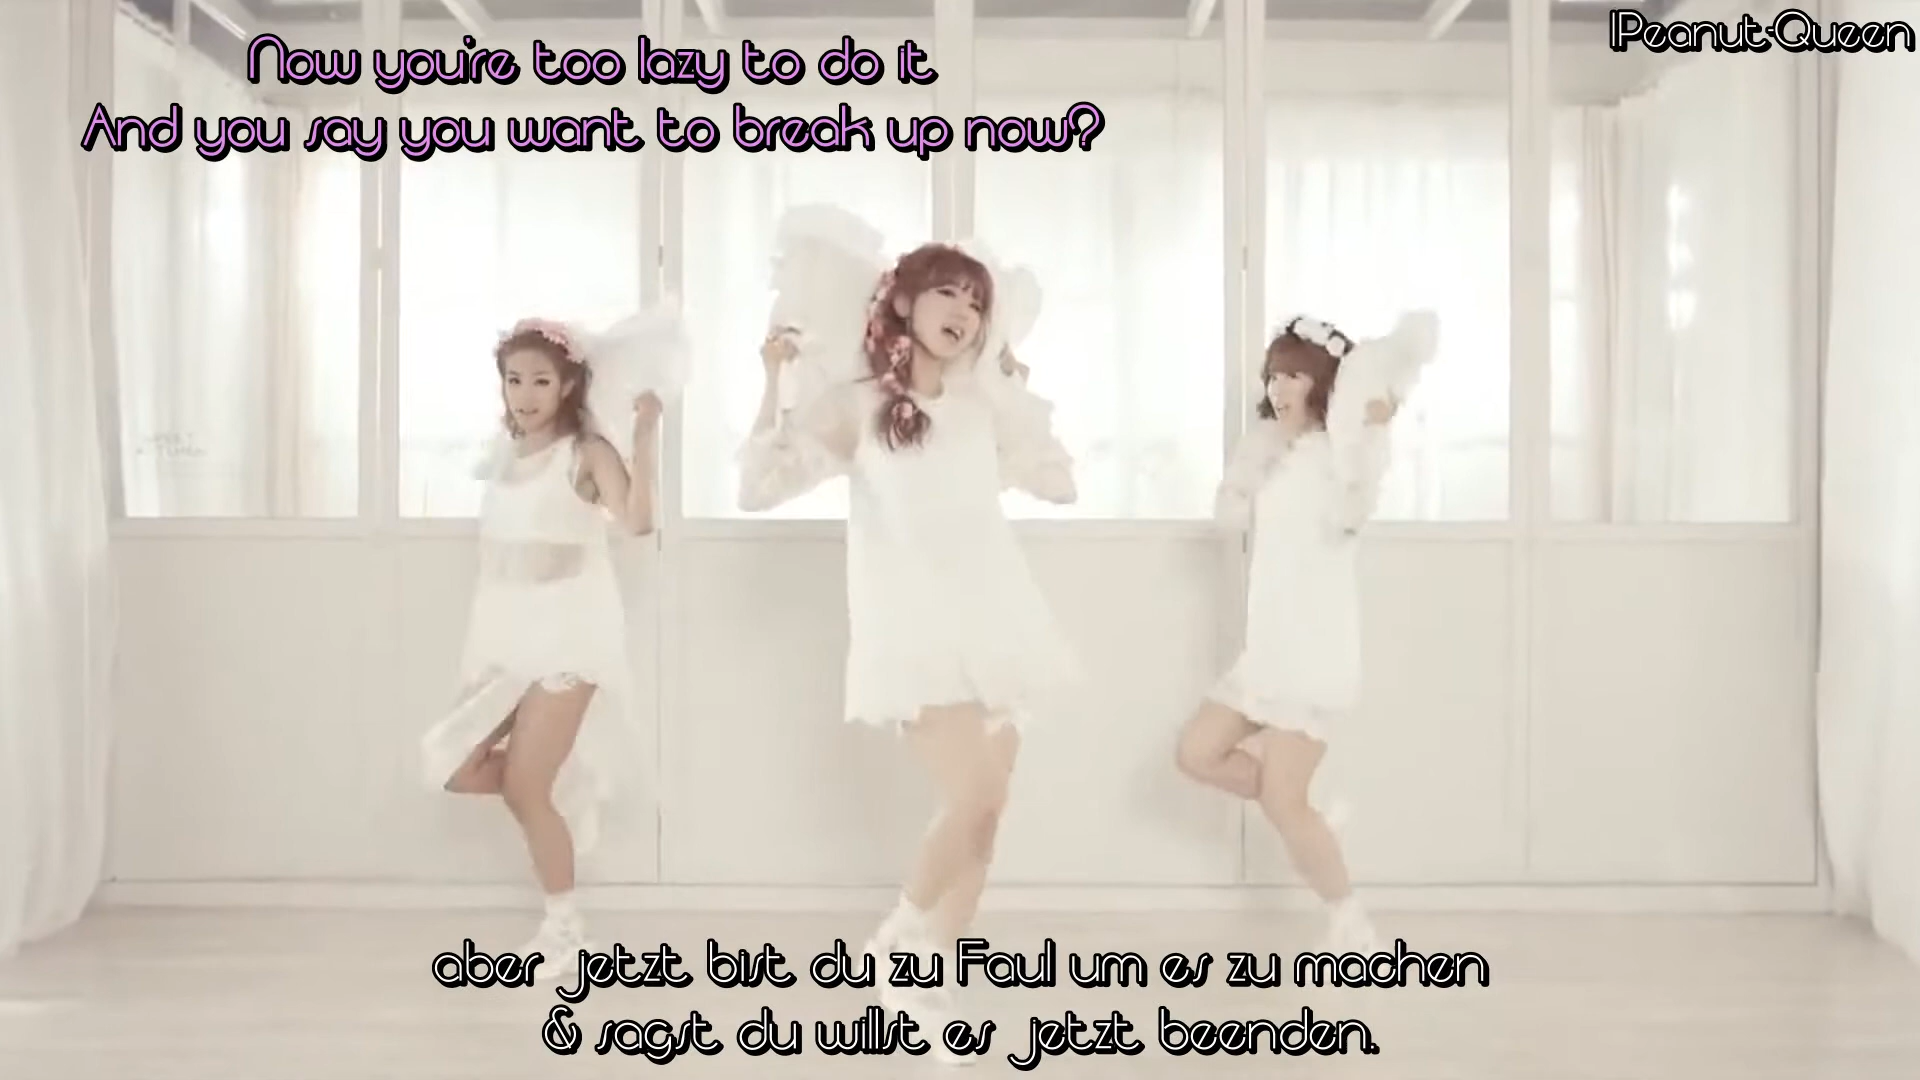 Now you're too lazy to do it
And you say you want to break up now?
IPeanut-Queen
aber jetzt bist du zu Faul um es zu machen
& sagst du willst es jetzt beenden.